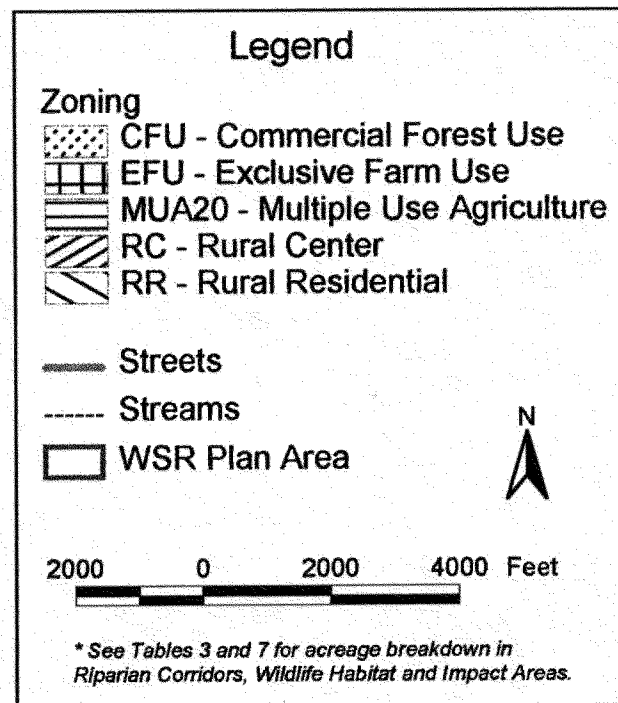 Legend
Zoning
CFU - Commercial Forest Use
EFU - Exclusive Farm Use
MUA20 - Multiple Use Agriculture
RC - Rural Center
RR - Rural Residential
Streets
Streams
WSR Plan Area
N
2000 0 2000 4000 Feet
* See Tables 3 and 7 for acreage breakdown in
Riparian Corridors, Wildlife Habitat and Impact Areas.